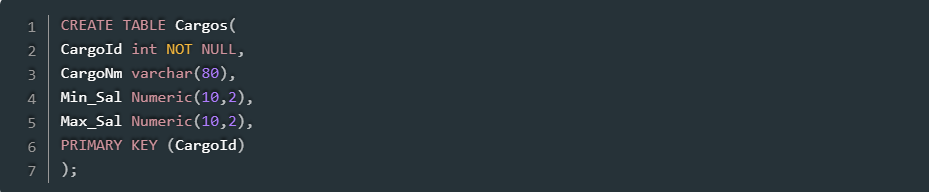 1 CREATE TABLE Cargos(
2 CargoId int NOT NULL,
3 CargoNm varchar(80),
4 Min_Sal Numeric(10,2),
5 Max_Sal Numeric(10,2),
6 PRIMARY KEY (CargoId)
7 );